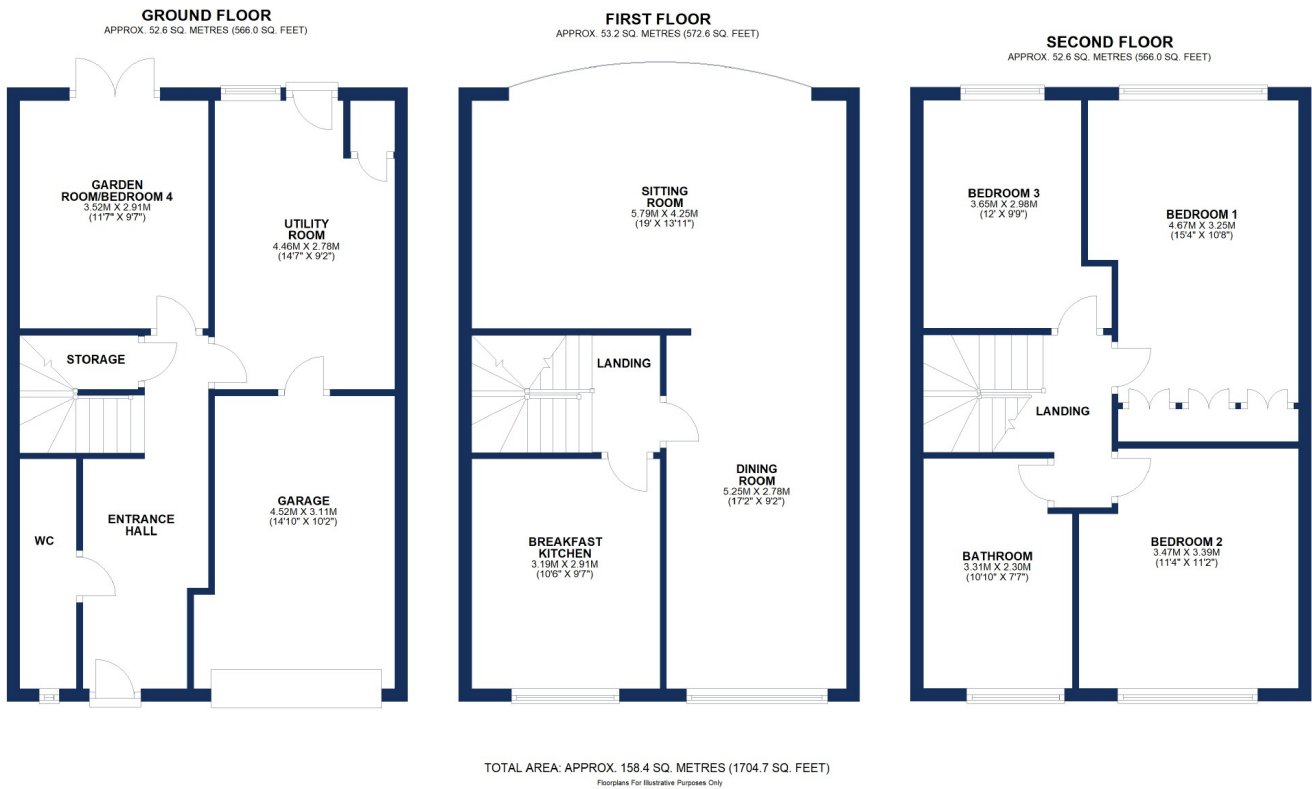 GROUND FLOOR
APPROX. 52.6 SQ. METRES (566.0 SQ. FEET)
GARDEN
ROOM/BEDROOM 4
3.52M X 2.91M
(11'7" X 9'7")
UTILITY
ROOM
4.46M X 2.78M
(14'7" X 9'2")
STORAGE
GARAGE
4.52M X 3.11M
(14'10" X 10'2")
ENTRANCE
HALL
WC
FIRST FLOOR
APPROX. 53.2 SQ. METRES (572.6 SQ. FEET)
SITTING
ROOM
5.79M X 4.25M
(19' X 13'11")
LANDING
DINING
ROOM
5.25M X 2.78M
(17'2" X 9'2")
BREAKFAST
KITCHEN
3.19M X 2.91M
(10'6" X 9'7")
SECOND FLOOR
APPROX. 52.6 SQ. METRES (566.0 SQ. FEET)
BEDROOM 3
3.65M X 2.98M
(12' X 9'9")
BEDROOM 1
4.67M X 3.25M
(15'4" X 10'8")
LANDING
BATHROOM
3.31M X 2.30M
(10'10" X 7'7")
BEDROOM 2
3.47M X 3.39M
(11'4" X 11'2")
TOTAL AREA: APPROX. 158.4 SQ. METRES (1704.7 SQ. FEET)
Floorplans For Illustrative Purposes Only